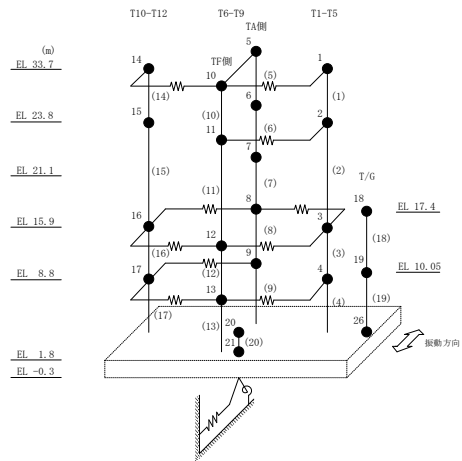 T10-T12 T6-T9 T1-T5
TA側
(m)
5
14 TF側 1
EL 33.7
10 (5)
(14) (10) (1)
6
EL 23.8
15 11 (6) 2
7
EL 21.1
(15) (7) (2) T/G
(11) 8 18
EL 17.4
16 3
EL 15.9
12 (8) (18)
(16) (12) 9 (3) 19
EL 10.05
17 4
EL 8.8
13 (9) (19)
(17) (13) 20 (4) 26
21 (20)
振動方向
EL 1.8
EL -0.3